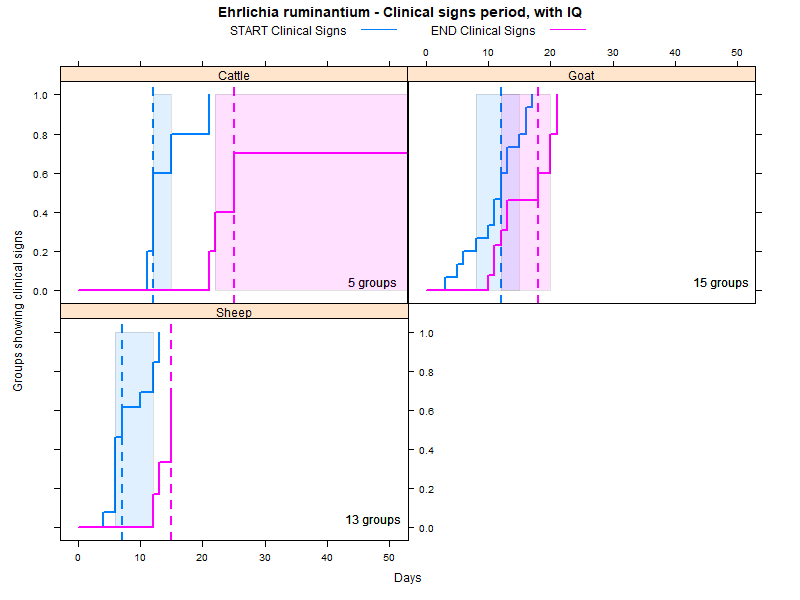 Ehrlichia ruminantium - Clinical signs period, with IQ
START Clinical Signs END Clinical Signs
0 10 20 30 40 50
Cattle Goat
1.0
0.8
0.6
0.4
0.2
0.0
5 groups 15 groups
Sheep
1.0
0.8
0.6
0.4
0.2
0.0
13 groups
0 10 20 30 40 50
Days
Groups showing clinical signs